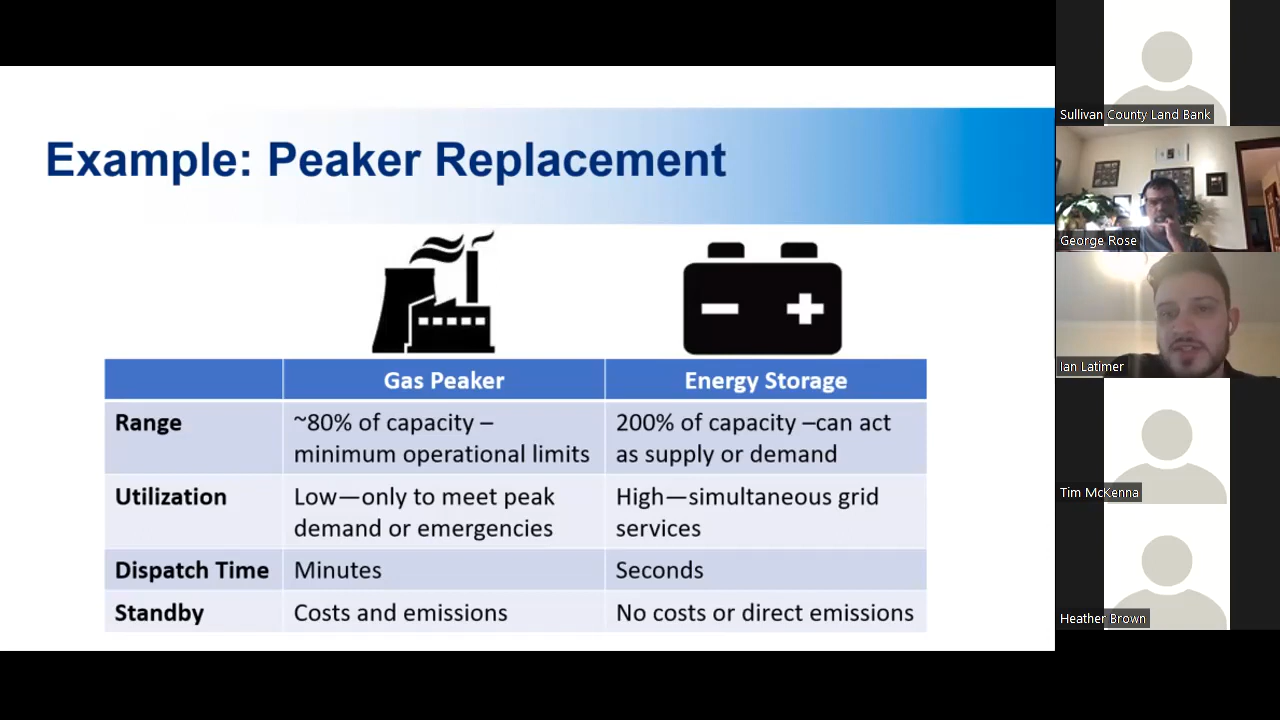 Example: Peaker Replacement
Gas Peaker
Energy Storage
Range
~80% of capacity –
minimum operational limits
200% of capacity –can act
as supply or demand
Utilization
Low—only to meet peak
demand or emergencies
High—simultaneous grid
services
Dispatch Time
Minutes
Seconds
Standby
Costs and emissions
No costs or direct emissions
Sullivan County Land Bank
George Rose
Ian Latimer
Tim McKenna
Heather Brown